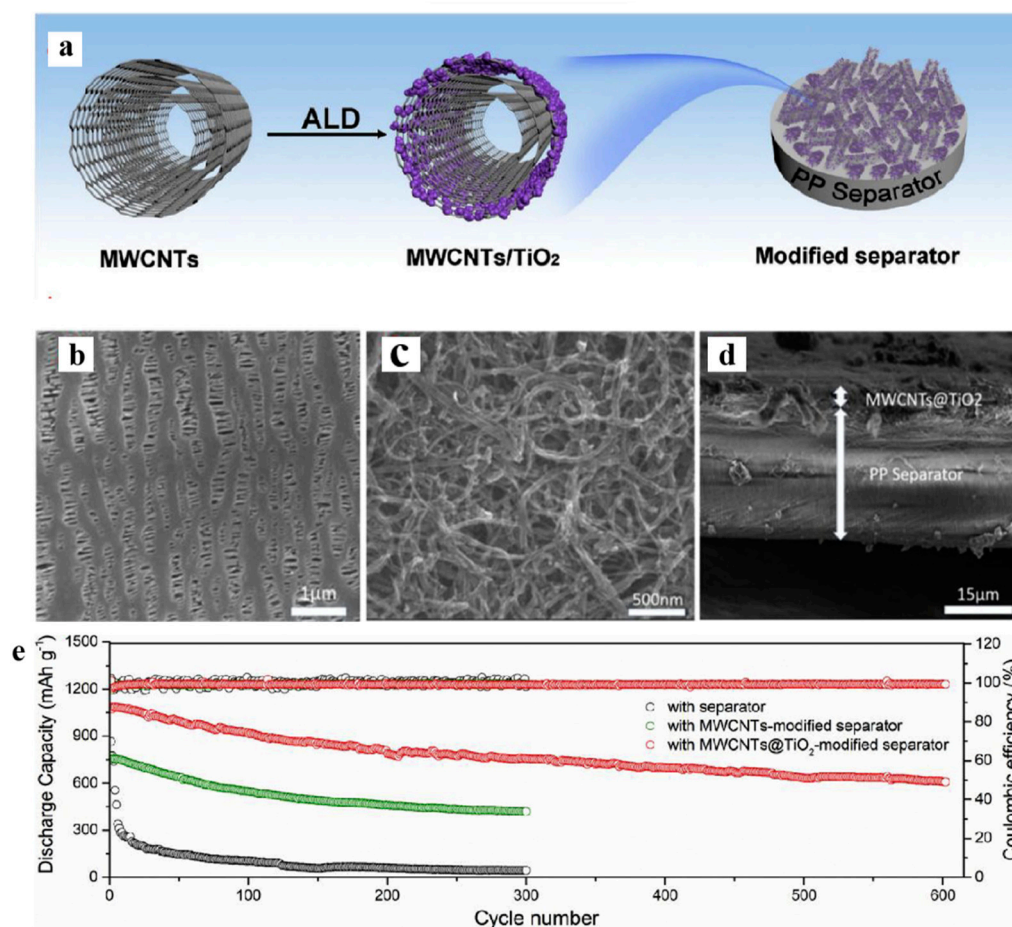 a
ALD
PP Separator
MWCNTs
MWCNTs/TiO₂
Modified separator
b
1μm
c
500nm
d
MWCNTs@TiO2
PP Separator
15μm
e
Discharge Capacity (mAh g⁻¹)
1500
1200
900
600
300
0
with separator
with MWCNTs-modified separator
with MWCNTs@TiO₂-modified separator
120
100
80
60
40
20
0
Coulombic efficiency (%)
0 100 200 300 400 500 600
Cycle number